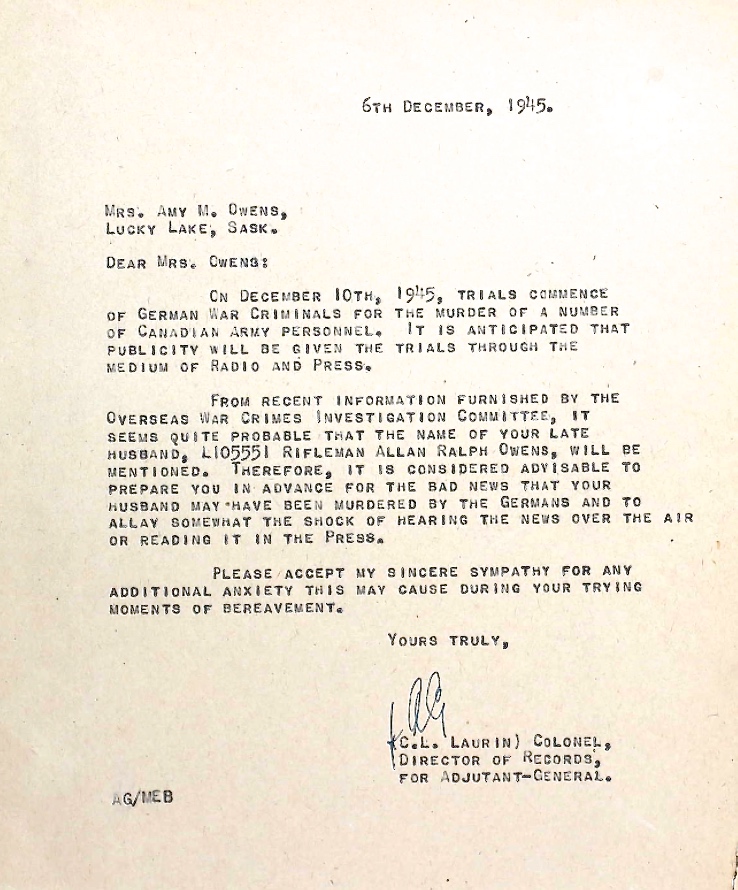 6TH DECEMBER, 1945.
MRS. AMY M. OWENS,
LUCKY LAKE, SASK.
DEAR MRS. OWENS:
ON DECEMBER 10TH, 1945, TRIALS COMMENCE
OF GERMAN WAR CRIMINALS FOR THE MURDER OF A NUMBER
OF CANADIAN ARMY PERSONNEL. IT IS ANTICIPATED THAT
PUBLICITY WILL BE GIVEN THE TRIALS THROUGH THE
MEDIUM OF RADIO AND PRESS.
FROM RECENT INFORMATION FURNISHED BY THE
OVERSEAS WAR CRIMES INVESTIGATION COMMITTEE, IT
SEEMS QUITE PROBABLE THAT THE NAME OF YOUR LATE
HUSBAND, L105551 RIFLEMAN ALLAN RALPH OWENS, WILL BE
MENTIONED. THEREFORE, IT IS CONSIDERED ADVISABLE TO
PREPARE YOU IN ADVANCE FOR THE BAD NEWS THAT YOUR
HUSBAND MAY HAVE BEEN MURDERED BY THE GERMANS AND TO
ALLAY SOMEWHAT THE SHOCK OF HEARING THE NEWS OVER THE AIR
OR READING IT IN THE PRESS.
PLEASE ACCEPT MY SINCERE SYMPATHY FOR ANY
ADDITIONAL ANXIETY THIS MAY CAUSE DURING YOUR TRYING
MOMENTS OF BEREAVEMENT.
YOURS TRULY,
(C.L. LAURIN) COLONEL,
DIRECTOR OF RECORDS,
FOR ADJUTANT-GENERAL.
AG/MEB